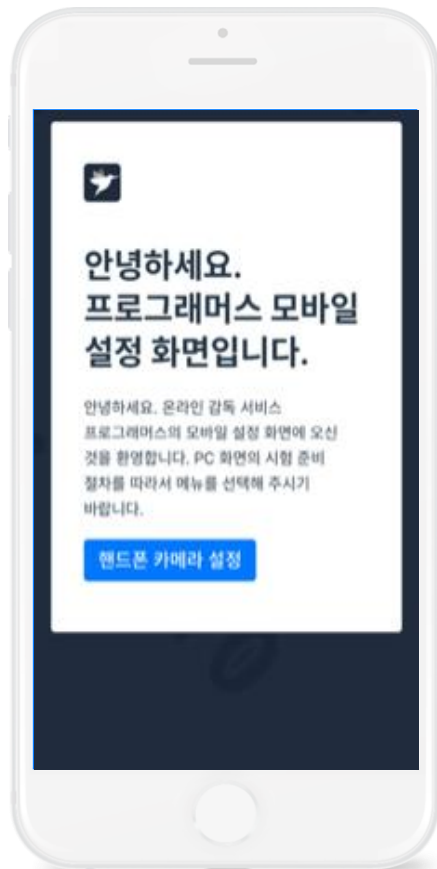 안녕하세요.
프로그래머스 모바일
설정 화면입니다.
안녕하세요. 온라인 감독 서비스
프로그래머스의 모바일 설정 화면에 오신
것을 환영합니다. PC 화면의 시험 준비
절차를 따라서 메뉴를 선택해 주시기
바랍니다.
핸드폰 카메라 설정